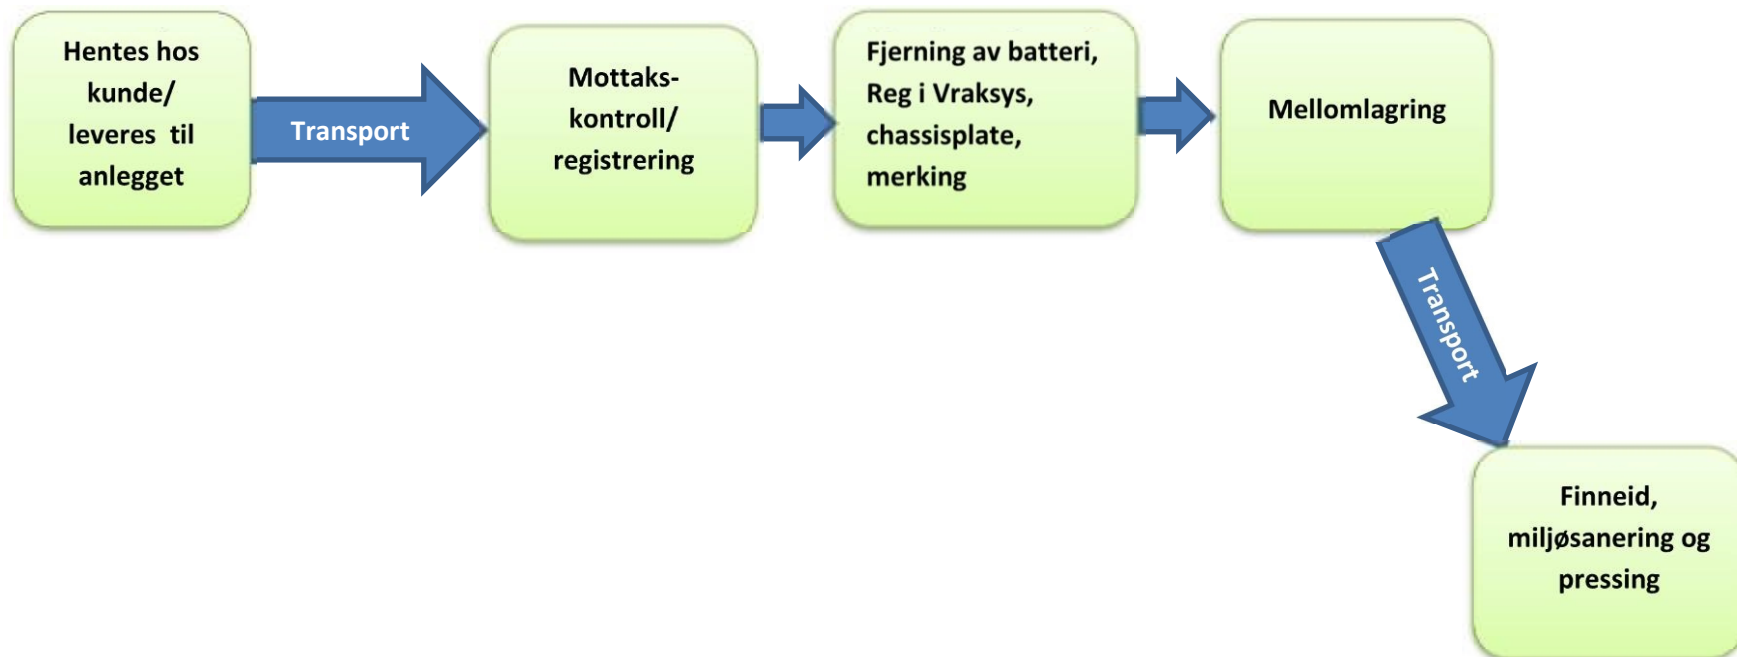 Hentes hos
kunde/
leveres til
anlegget
Transport
Mottaks-
kontroll/
registrering
Fjerning av batteri,
Reg i Vraksys,
chassisplate,
merking
Mellomlagring
Transport
Finneid,
miljøsanering og
pressing